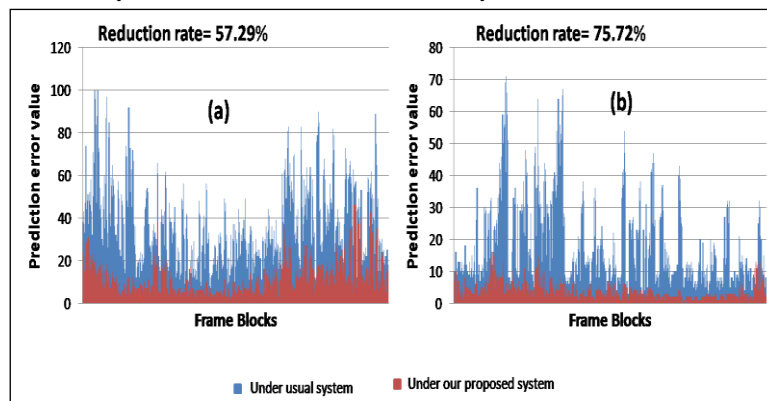 Reduction rate= 57.29%
120
100
80
60
40
20
0
Prediction error value
(a)
Frame Blocks
Reduction rate= 75.72%
80
70
60
50
40
30
20
10
0
Prediction error value
(b)
Frame Blocks
Under usual system
Under our proposed system